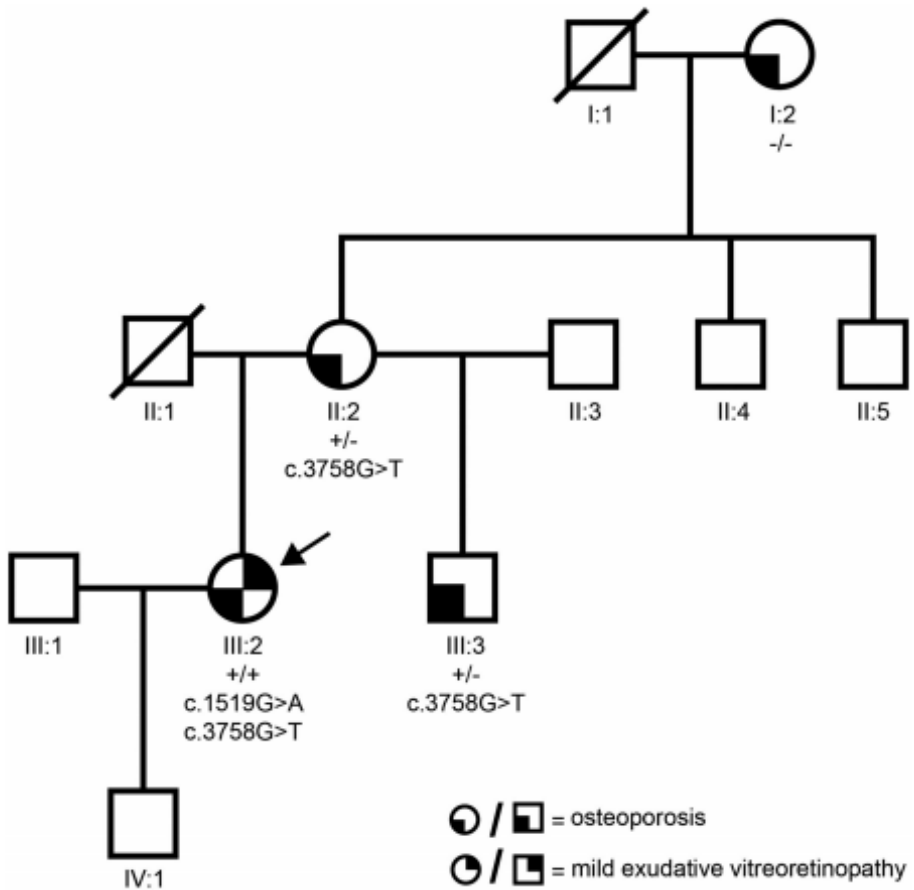 I:1
I:2
-/-
II:1
II:2
+/-
c.3758G>T
II:3
II:4
II:5
III:1
III:2
+/+
c.1519G>A
c.3758G>T
III:3
+/-
c.3758G>T
IV:1
/ = osteoporosis
/ = mild exudative vitreoretinopathy